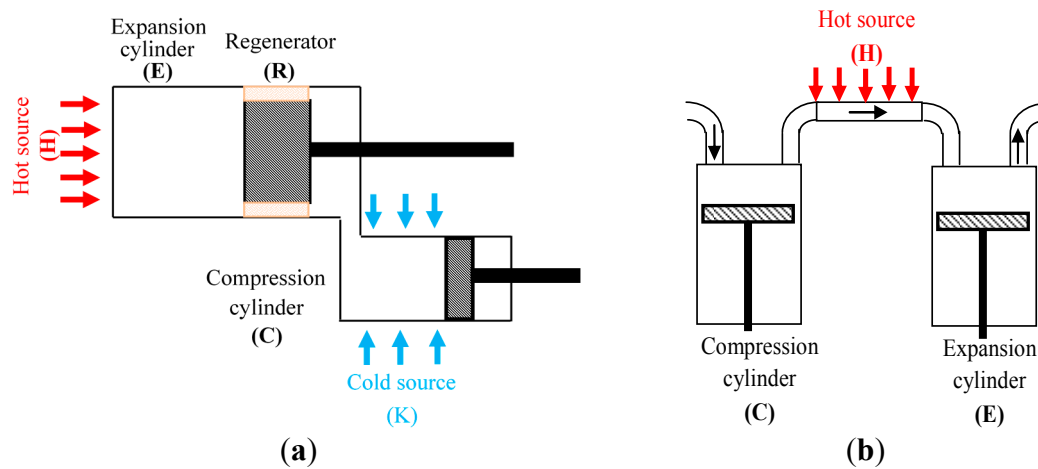 Expansion
cylinder
(E)
Regenerator
(R)
Hot source
(H)
Compression
cylinder
(C)
Cold source
(K)
(a)
Hot source
(H)
Compression
cylinder
(C)
Expansion
cylinder
(E)
(b)